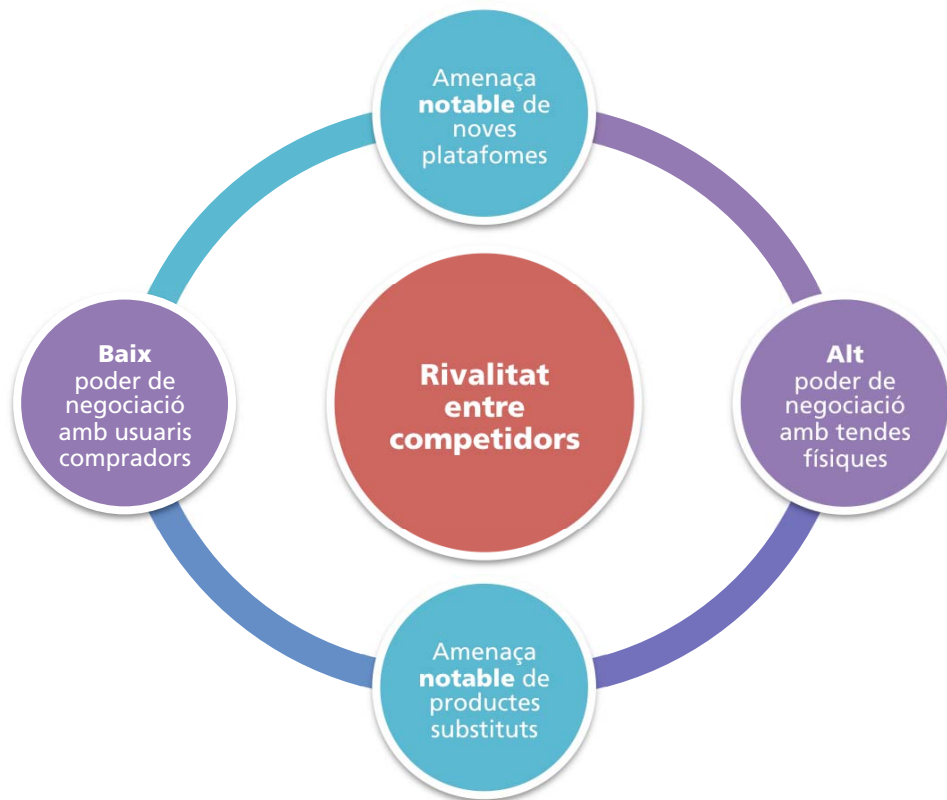 Amenaça
notable de
noves
platafomes
Baix
poder de
negociació
amb usuaris
compradors
Rivalitat
entre
competidors
Alt
poder de
negociació
amb tendes
físiques
Amenaça
notable de
productes
substituts